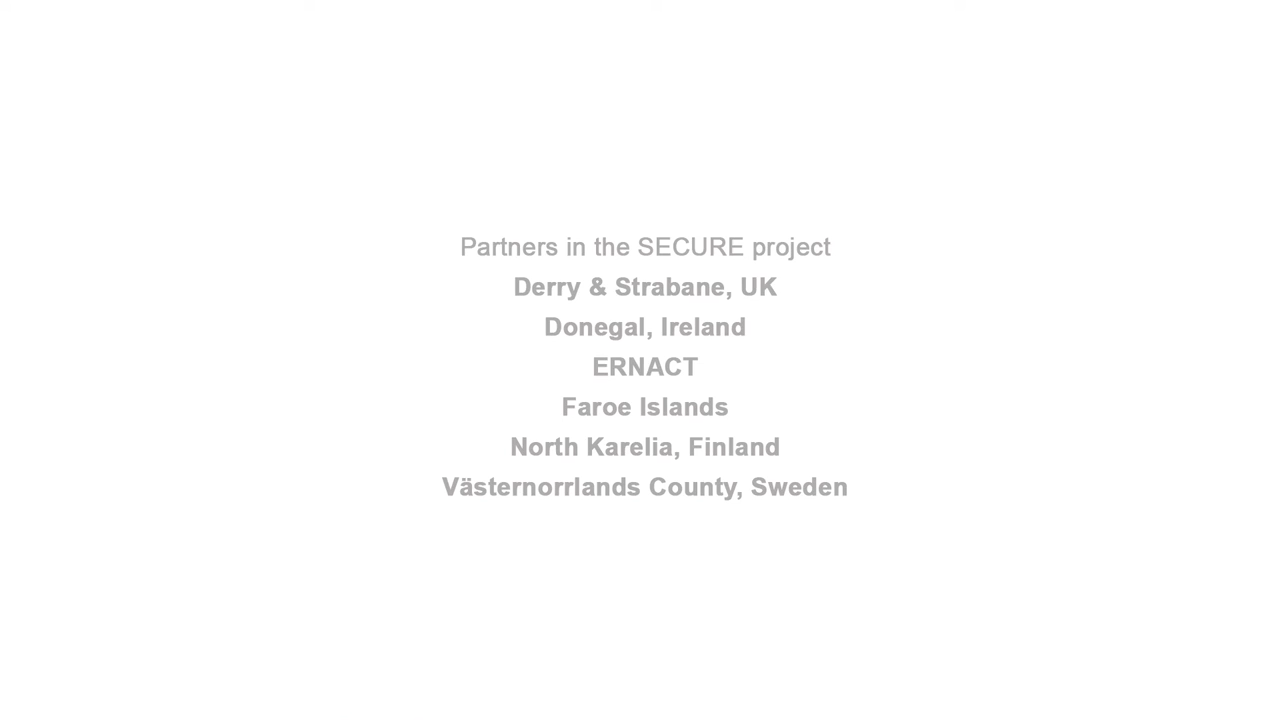 Partners in the SECURE project
Derry & Strabane, UK
Donegal, Ireland
ERNACT
Faroe Islands
North Karelia, Finland
Västernorrlands County, Sweden